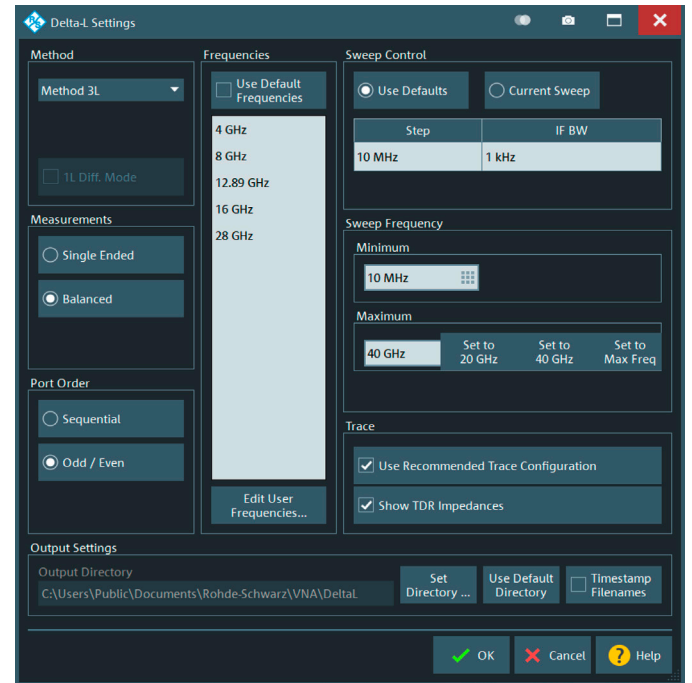 Delta-L Settings
Method
Method 3L
1L Diff. Mode
Measurements
Single Ended
Balanced
Port Order
Sequential
Odd / Even
Frequencies
Use Default
Frequencies
4 GHz
8 GHz
12.89 GHz
16 GHz
28 GHz
Edit User
Frequencies...
Sweep Control
Use Defaults
Current Sweep
Step IF BW
10 MHz 1 kHz
Sweep Frequency
Minimum
10 MHz
Maximum
40 GHz
Set to
20 GHz
Set to
40 GHz
Set to
Max Freq
Trace
Use Recommended Trace Configuration
Show TDR Impedances
Output Settings
Output Directory
C:\Users\Public\Documents\Rohde-Schwarz\VNA\DeltaL
Set
Directory ...
Use Default
Directory
Timestamp
Filenames
OK
Cancel
? Help